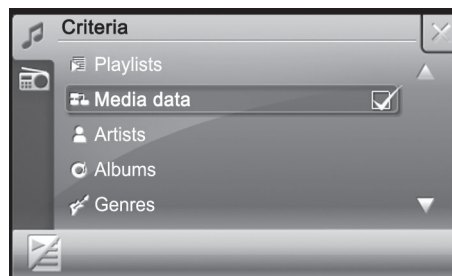 Criteria
Playlists
Media data
Artists
Albums
Genres